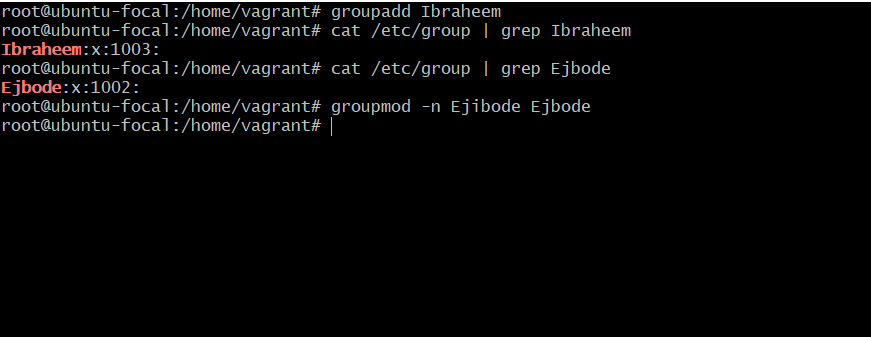 root@ubuntu-focal:/home/vagrant# groupadd Ibraheem
root@ubuntu-focal:/home/vagrant# cat /etc/group | grep Ibraheem
Ibraheem:x:1003:
root@ubuntu-focal:/home/vagrant# cat /etc/group | grep Ejbode
Ejbode:x:1002:
root@ubuntu-focal:/home/vagrant# groupmod -n Ejibode Ejbode
root@ubuntu-focal:/home/vagrant#